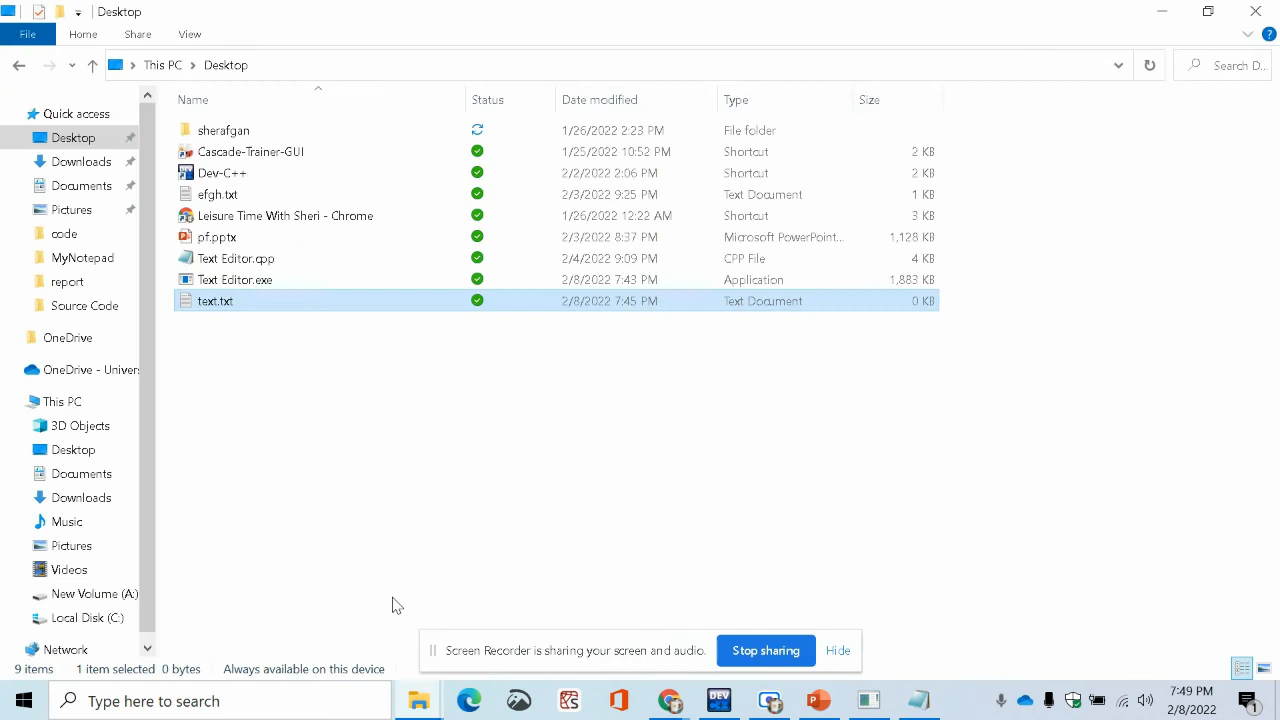 Desktop
File Home Share View
This PC Desktop Search D...
Name Status Date modified Type Size
sherafgan 1/26/2022 2:23 PM File folder
Cascade-Trainer-GUI 1/25/2022 10:52 PM Shortcut 2 KB
Dev-C++ 2/2/2022 2:06 PM Shortcut 2 KB
efgh.txt 2/3/2022 9:25 PM Text Document 1 KB
Leisure Time With Sheri - Chrome 1/26/2022 12:22 AM Shortcut 3 KB
pf.pptx 2/3/2022 8:37 PM Microsoft PowerPoint... 1,128 KB
Text Editor.cpp 2/4/2022 9:09 PM CPP File 4 KB
Text Editor.exe 2/8/2022 7:43 PM Application 1,883 KB
text.txt 2/8/2022 7:45 PM Text Document 0 KB
Quick access
Desktop
Downloads
Documents
Pictures
code
MyNotepad
report
Source Code
OneDrive
OneDrive - Univers
This PC
3D Objects
Desktop
Documents
Downloads
Music
Pictures
Videos
New Volume (A:)
Local Disk (C:)
Network
Screen Recorder is sharing your screen and audio. Stop sharing Hide
9 items 1 item selected 0 bytes Always available on this device
Type here to search
DEV
7:49 PM
2/8/2022
1